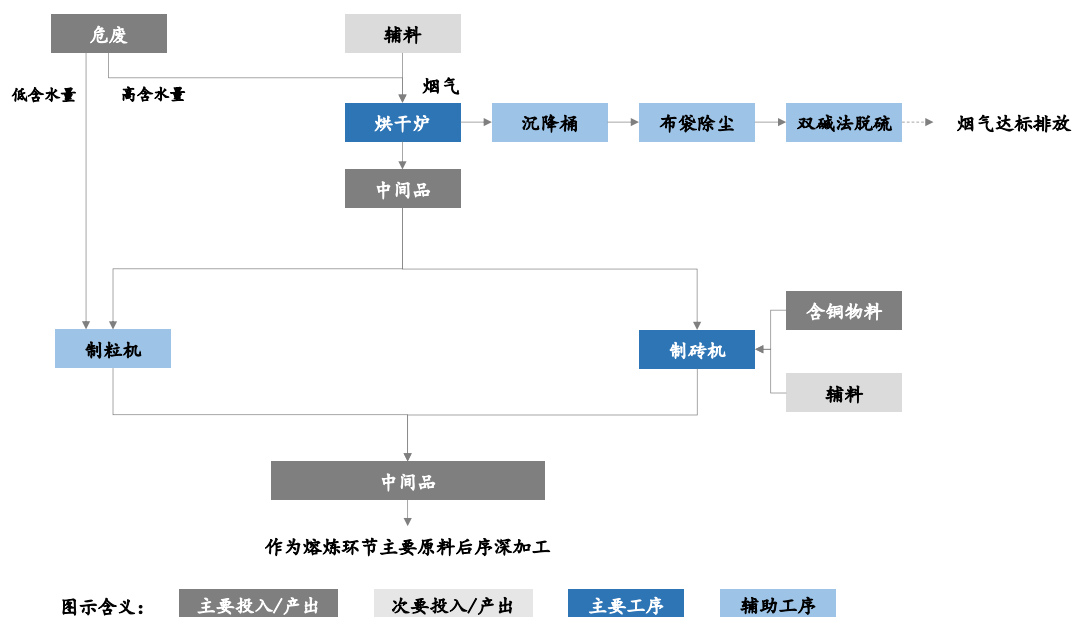 危废
辅料
低含水量
高含水量
烟气
烘干炉
沉降桶
布袋除尘
双碱法脱硫
烟气达标排放
中间品
含铜物料
制粒机
制砖机
辅料
中间品
作为熔炼环节主要原料后序深加工
图示含义：
主要投入/产出
次要投入/产出
主要工序
辅助工序